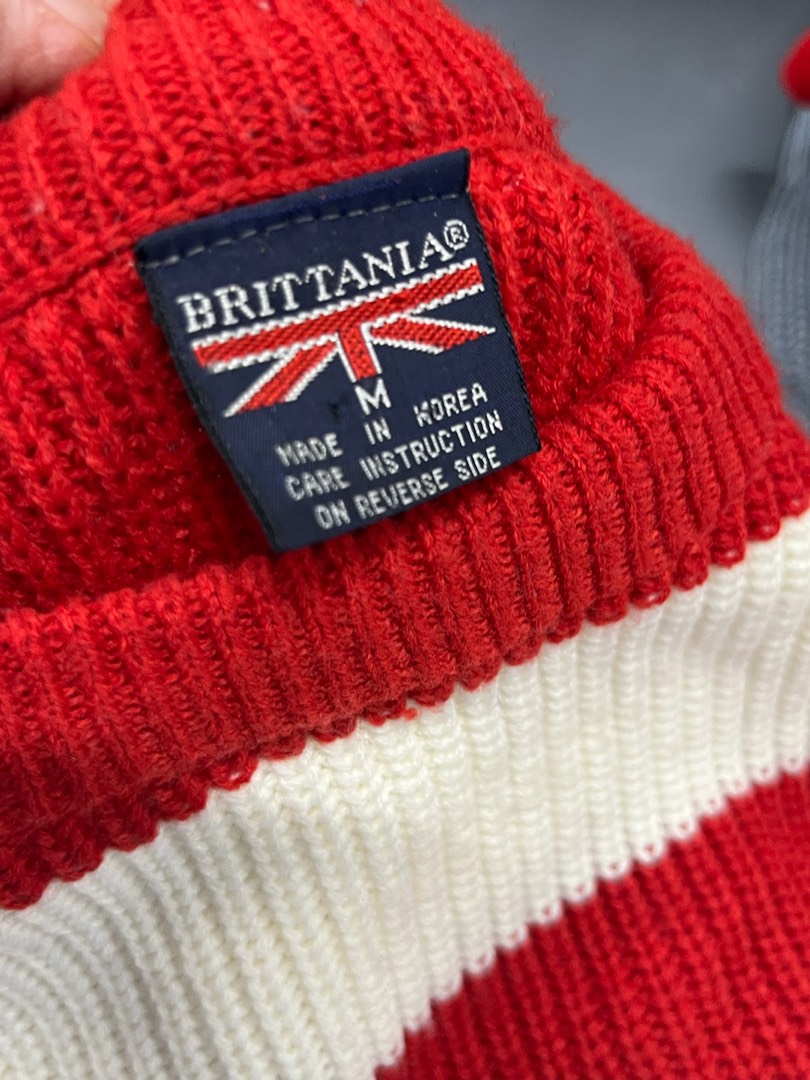 BRITTANIA®
M
MADE IN KOREA
CARE INSTRUCTION
ON REVERSE SIDE